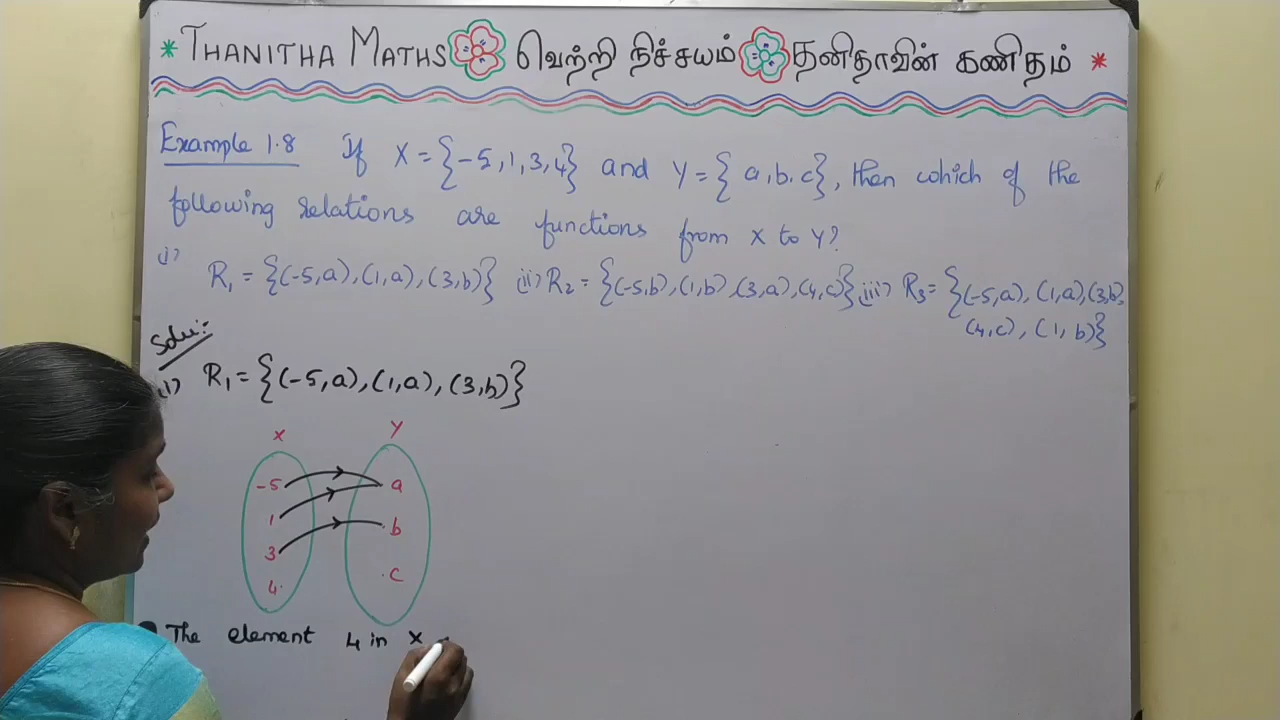 * THANITHA MATHS வெற்றி நிச்சயம் தனிதாவின் கணிதம் *
Example 1.8 If X = {-5, 1, 3, 4} and Y = { a, b. c}, then which of the
following relations are functions from X to Y?
(i) R₁ = {(-5, a), (1, a), (3, b)} (ii) R₂ = {(-5, b), (1, b), (3, a), (4, c)} (iii) R₃ = {(-5, a), (1, a), (3, b),
(4, c), (1, b)}
Solu:-
(i) R₁ = {(-5, a), (1, a), (3, b)}
X Y
-5 a
1
b
3
4 c
The element 4 in X